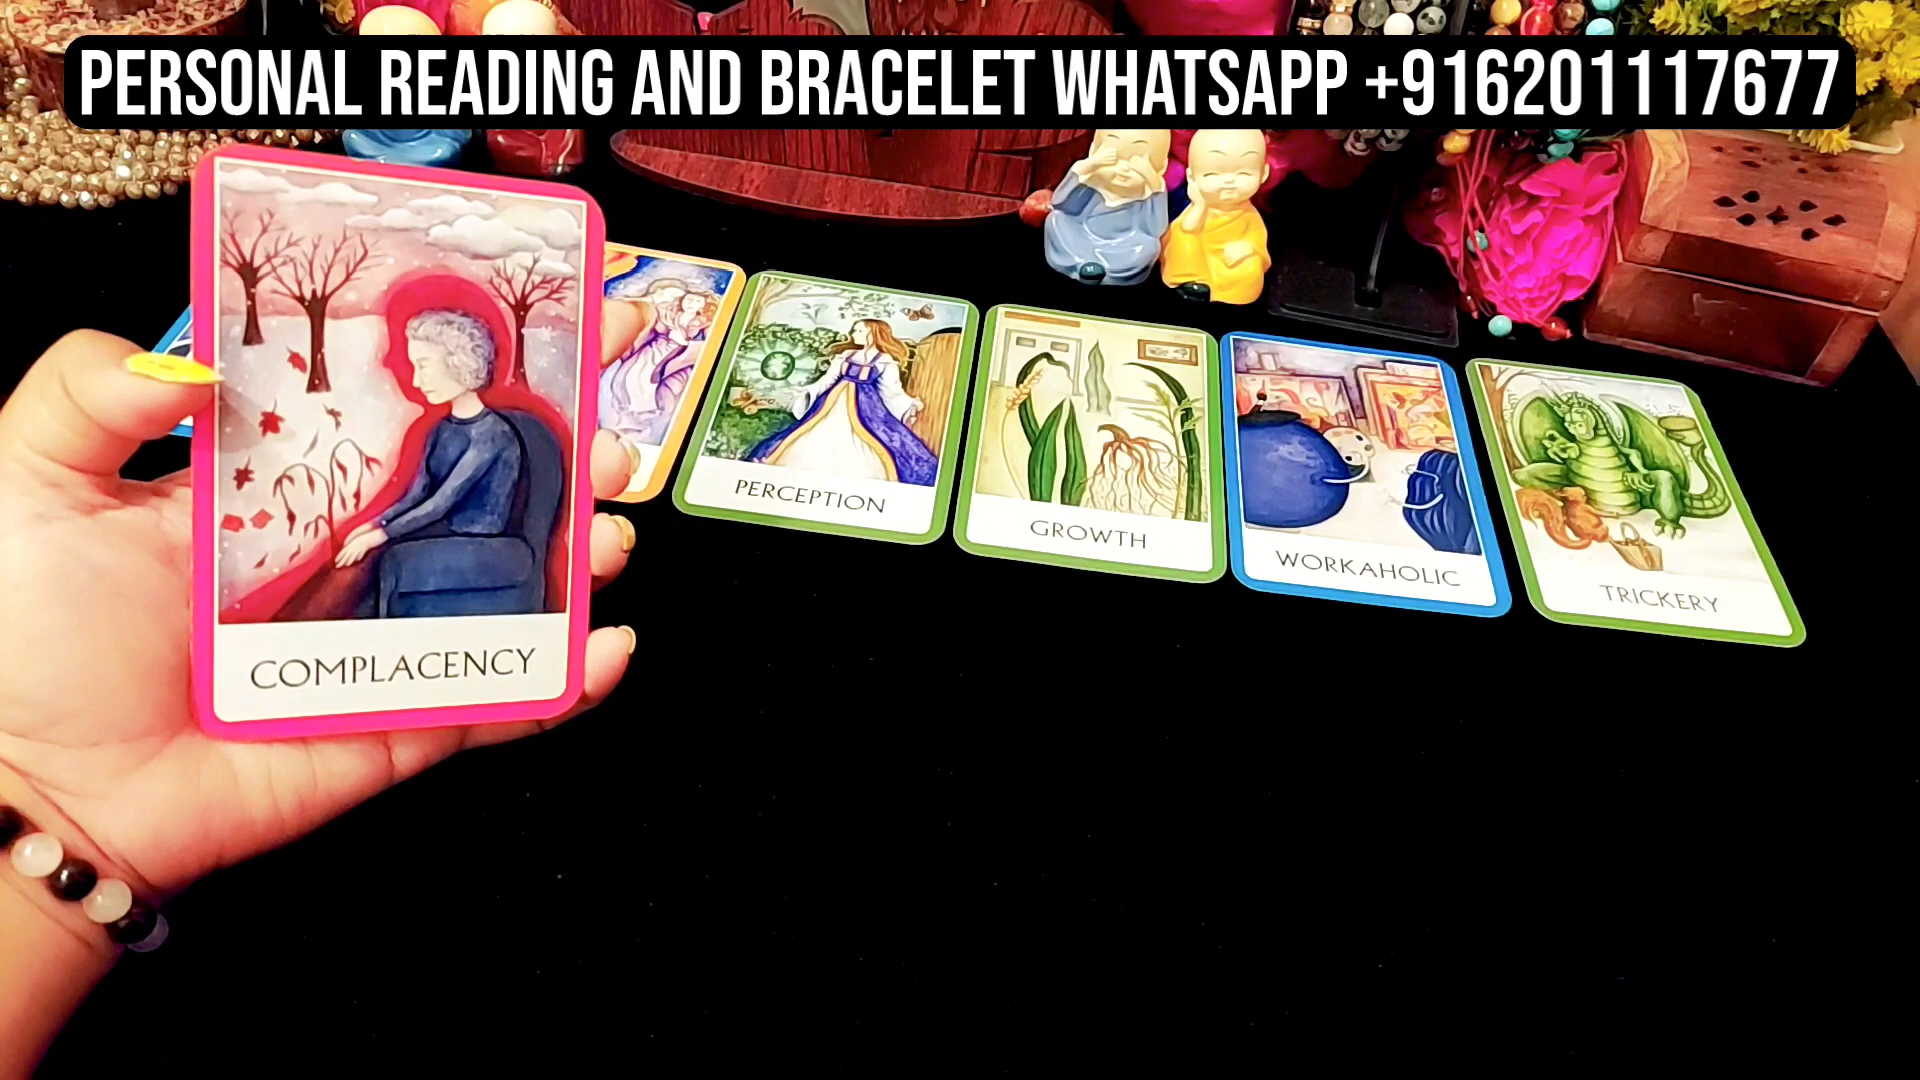 PERSONAL READING AND BRACELET WHATSAPP +916201117677
COMPLACENCY
PERCEPTION
GROWTH
WORKAHOLIC
TRICKERY